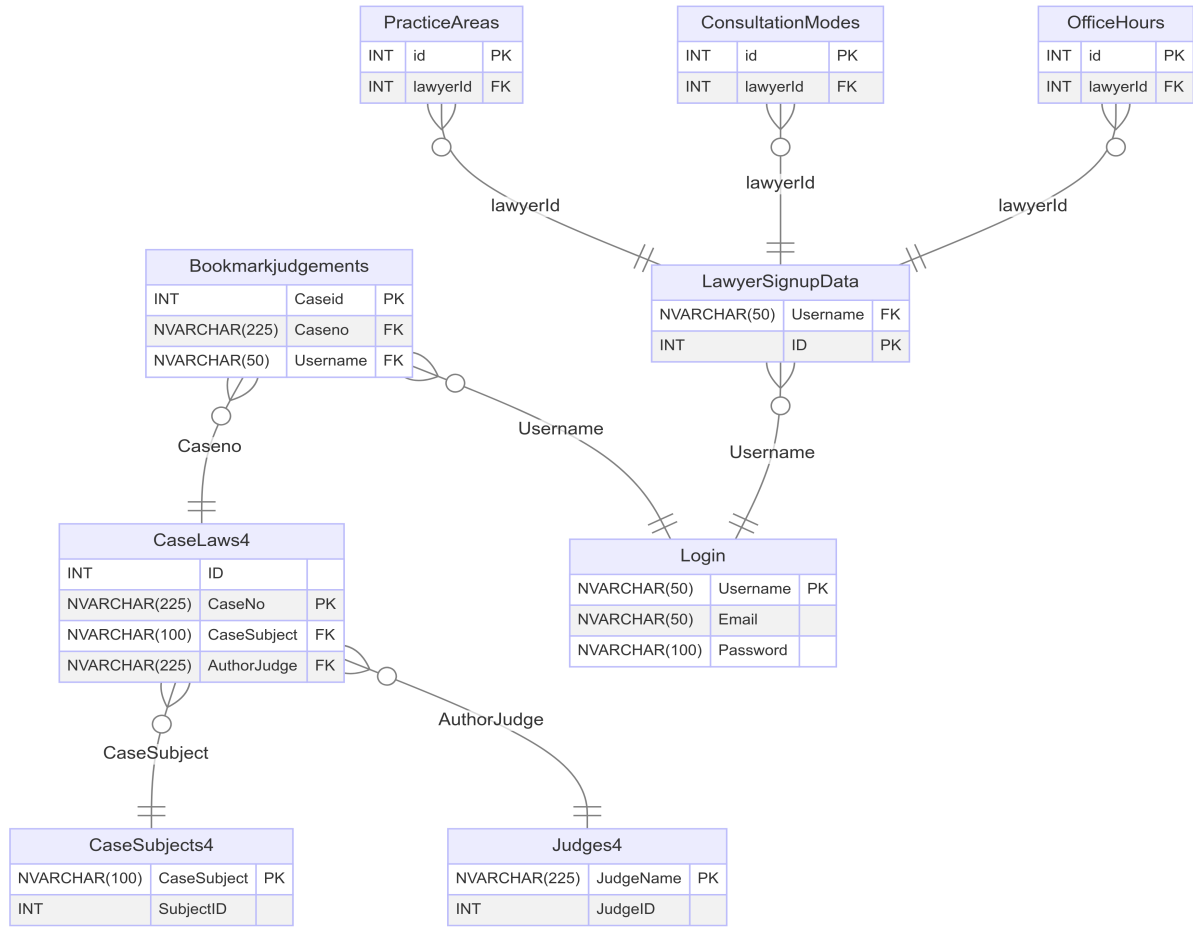 PracticeAreas
INT id PK
INT lawyerId FK
ConsultationModes
INT id PK
INT lawyerId FK
OfficeHours
INT id PK
INT lawyerId FK
lawyerId
lawyerId
lawyerId
Bookmarkjudgements
INT Caseid PK
NVARCHAR(225) Caseno FK
NVARCHAR(50) Username FK
LawyerSignupData
NVARCHAR(50) Username FK
INT ID PK
Caseno
Username
Username
CaseLaws4
INT ID
NVARCHAR(225) CaseNo PK
NVARCHAR(100) CaseSubject FK
NVARCHAR(225) AuthorJudge FK
Login
NVARCHAR(50) Username PK
NVARCHAR(50) Email
NVARCHAR(100) Password
CaseSubject
AuthorJudge
CaseSubjects4
NVARCHAR(100) CaseSubject PK
INT SubjectID
Judges4
NVARCHAR(225) JudgeName PK
INT JudgeID